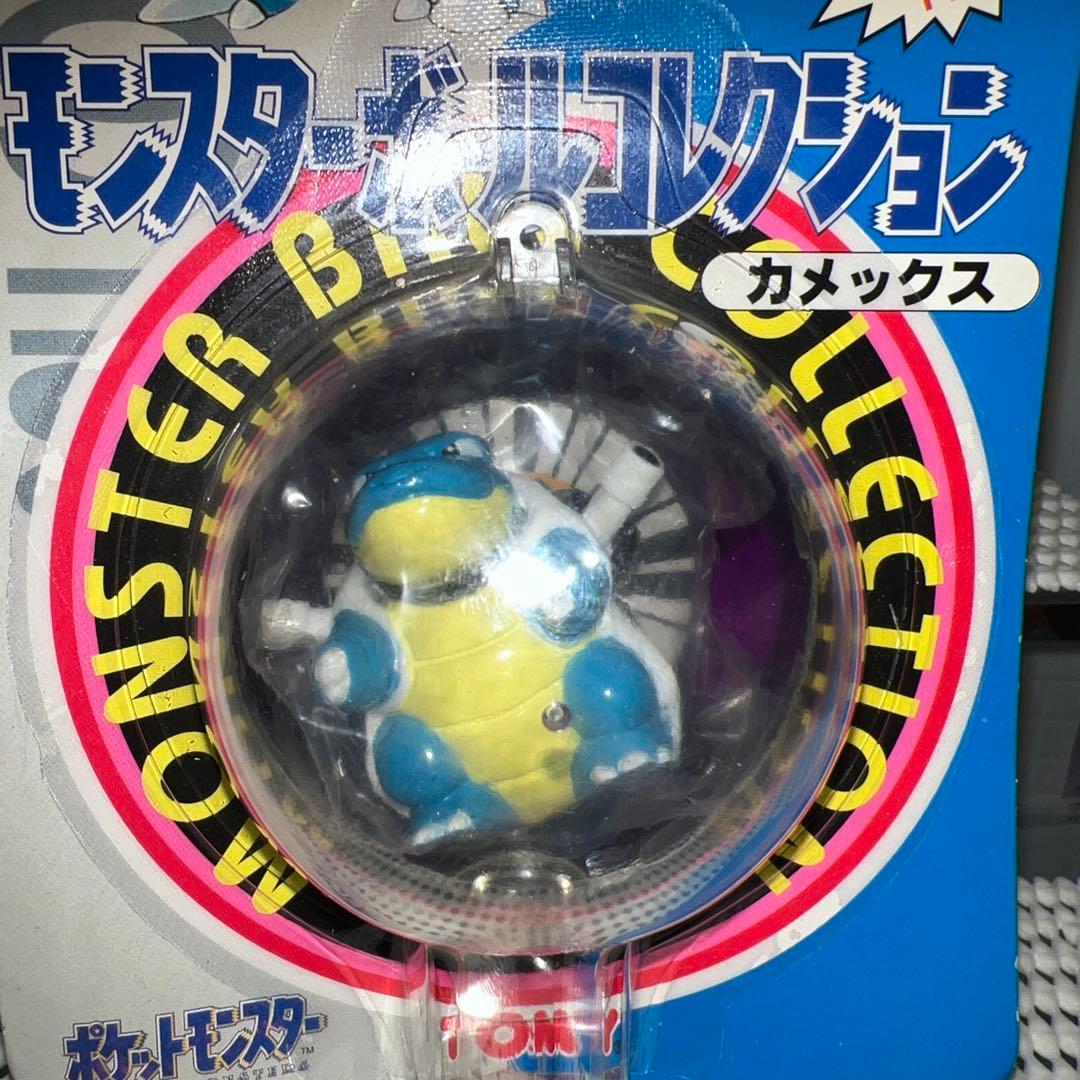 モンスターボールコレクション
カメックス
MONSTER BALL COLLECTION
TOMY
ポケットモンスター